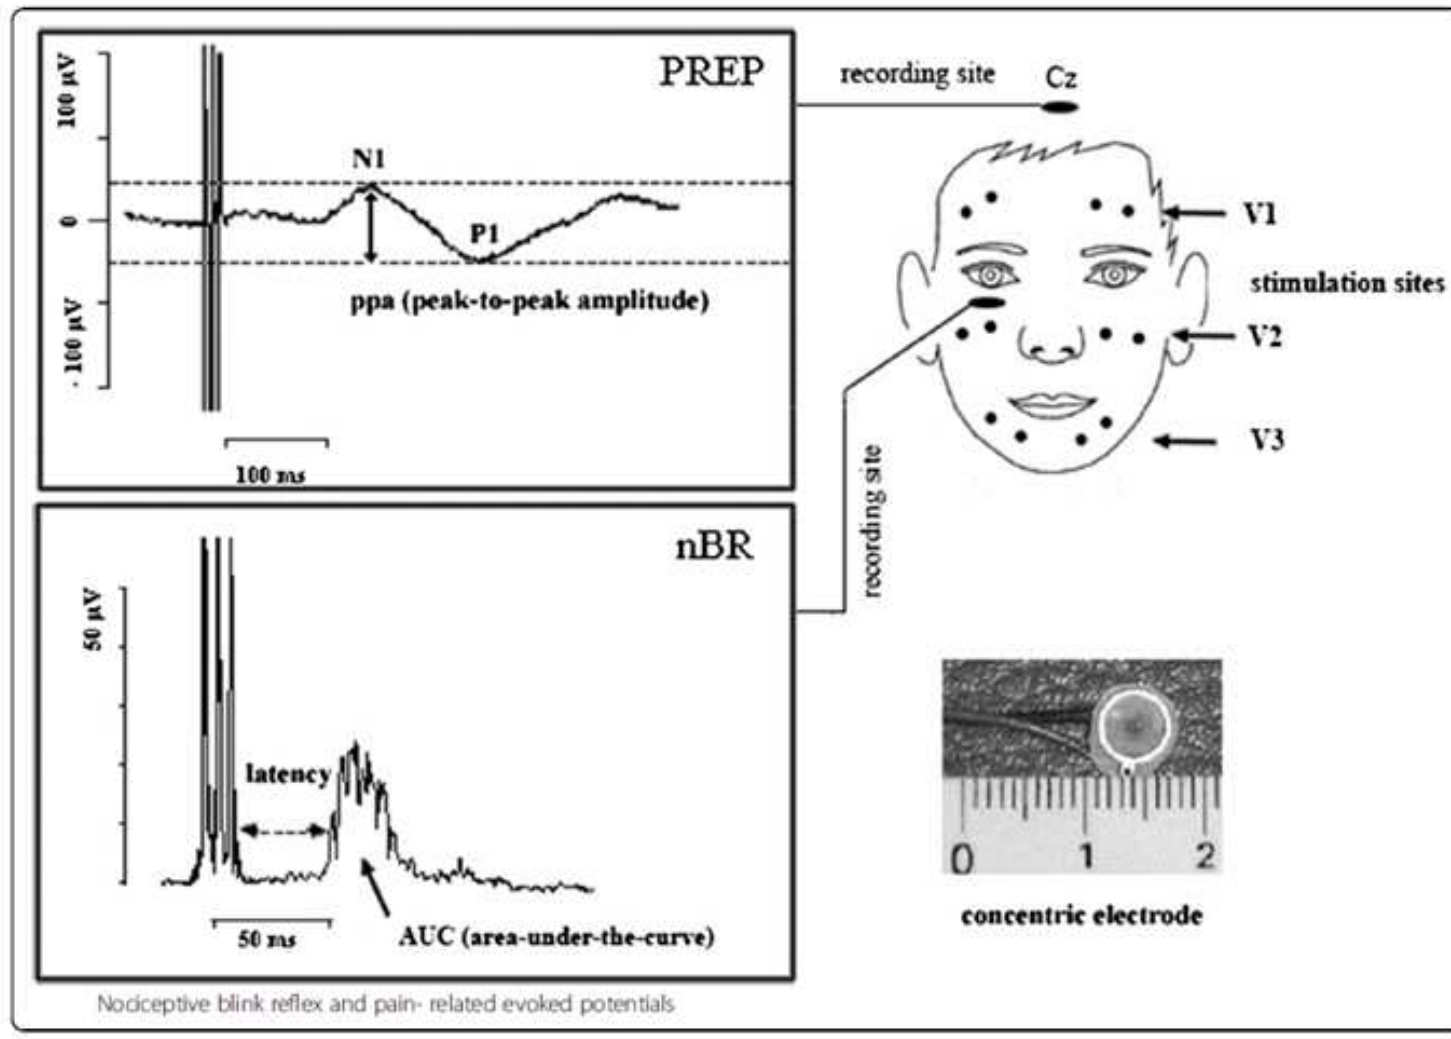 PREP
100 µV
0
- 100 µV
N1
P1
ppa (peak-to-peak amplitude)
100 ms
recording site
Cz
V1
stimulation sites
V2
V3
recording site
nBR
50 µV
latency
50 ms
AUC (area-under-the-curve)
0 1 2
concentric electrode
Nociceptive blink reflex and pain- related evoked potentials